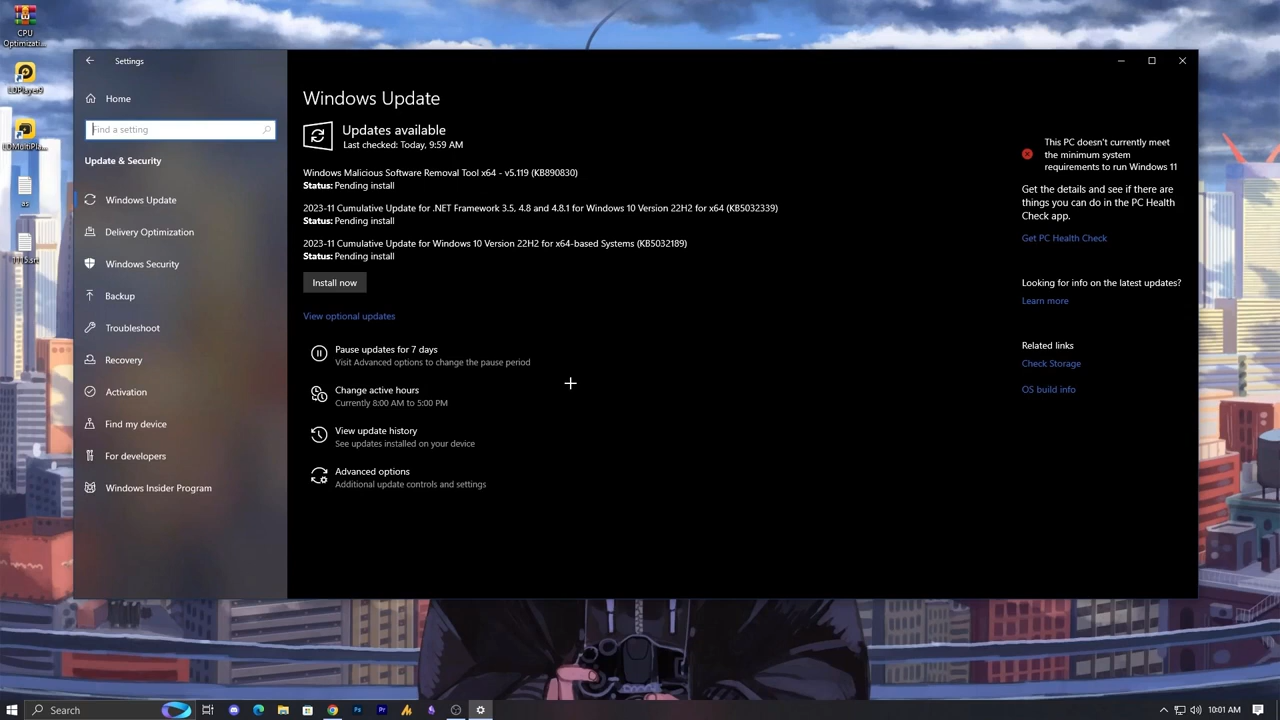 CPU
Optimizati...
LDPlayer9
LDMultiPla...
as
1115.srt
Settings
Home
Find a setting
Update & Security
Windows Update
Delivery Optimization
Windows Security
Backup
Troubleshoot
Recovery
Activation
Find my device
For developers
Windows Insider Program
Windows Update
Updates available
Last checked: Today, 9:59 AM
Windows Malicious Software Removal Tool x64 - v5.119 (KB890830)
Status: Pending install
2023-11 Cumulative Update for .NET Framework 3.5, 4.8 and 4.8.1 for Windows 10 Version 22H2 for x64 (KB5032339)
Status: Pending install
2023-11 Cumulative Update for Windows 10 Version 22H2 for x64-based Systems (KB5032189)
Status: Pending install
Install now
View optional updates
Pause updates for 7 days
Visit Advanced options to change the pause period
Change active hours
Currently 8:00 AM to 5:00 PM
View update history
See updates installed on your device
Advanced options
Additional update controls and settings
This PC doesn't currently meet
the minimum system
requirements to run Windows 11
Get the details and see if there are
things you can do in the PC Health
Check app.
Get PC Health Check
Looking for info on the latest updates?
Learn more
Related links
Check Storage
OS build info
Search
Ps
Pr
10:01 AM